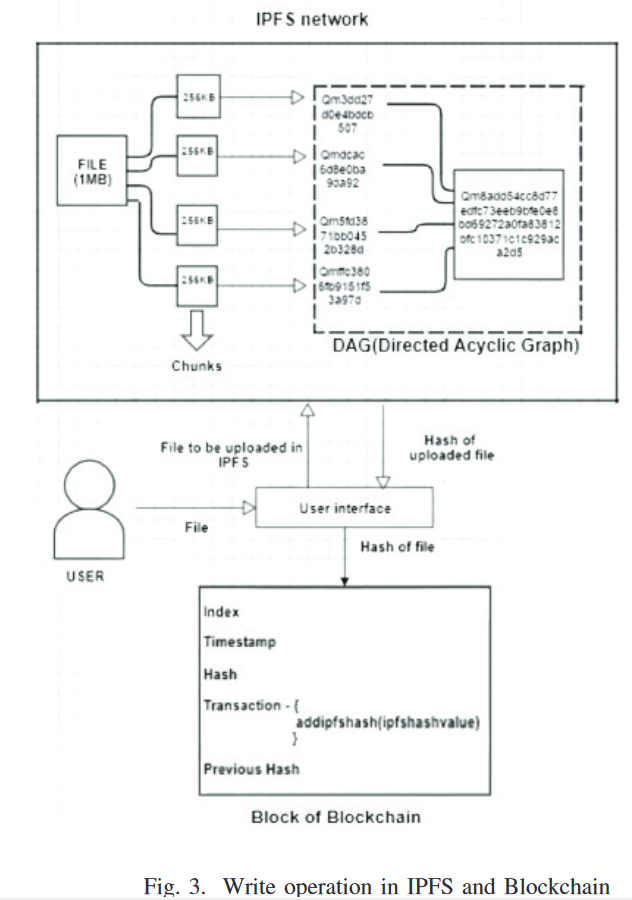 IPFS network
256KB
FILE
(1MB)
256KB
256KB
256KB
Chunks
Qm3dd27
d0e4bdcb
507
Qmdcac
6d8e0ba
9da92
Qm5fd38
71bb045
2b328d
Qmffc380
6fb9151f5
3a97d
Qm8add54cc8d77
edfc73eeb9bfe0e8
bd69272a0fa83812
bfc10371c1c929ac
a2d5
DAG(Directed Acyclic Graph)
File to be uploaded in
IPFS
Hash of
uploaded file
User interface
File
USER
Hash of file
Index
Timestamp
Hash
Transaction - {
addipfshash(ipfshashvalue)
}
Previous Hash
Block of Blockchain
Fig. 3. Write operation in IPFS and Blockchain